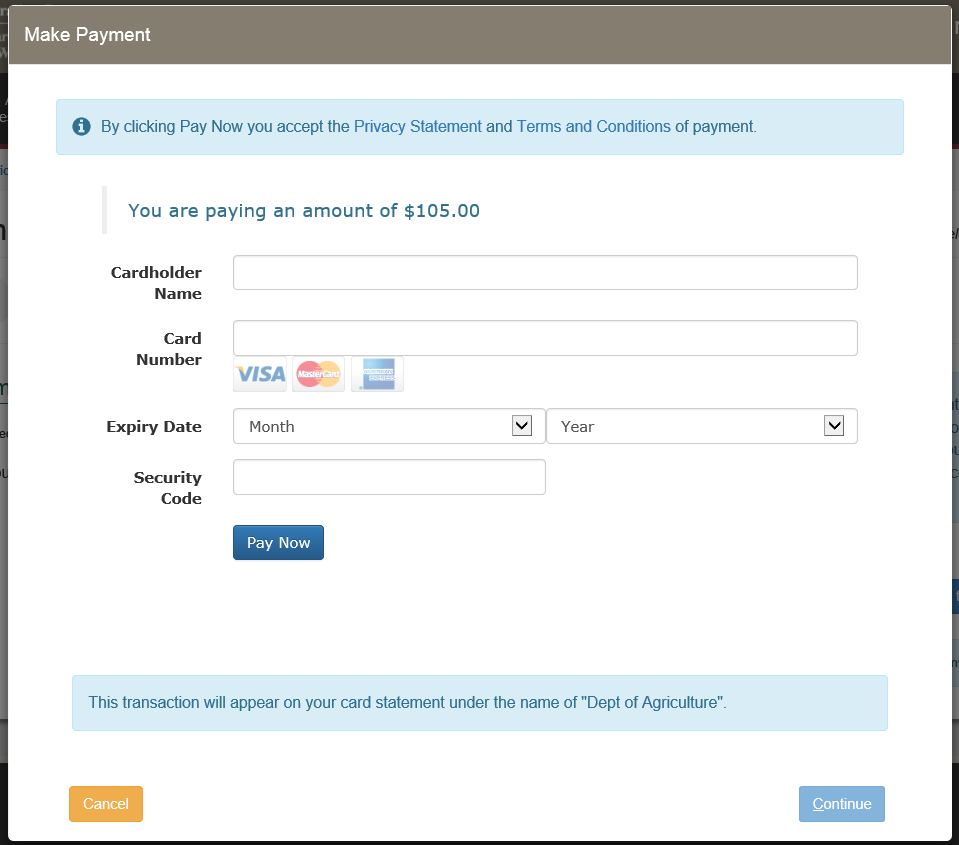 Make Payment
By clicking Pay Now you accept the Privacy Statement and Terms and Conditions of payment.
You are paying an amount of $105.00
Cardholder
Name
Card
Number
VISA MasterCard
Expiry Date Month Year
Security
Code
Pay Now
This transaction will appear on your card statement under the name of "Dept of Agriculture".
Cancel Continue